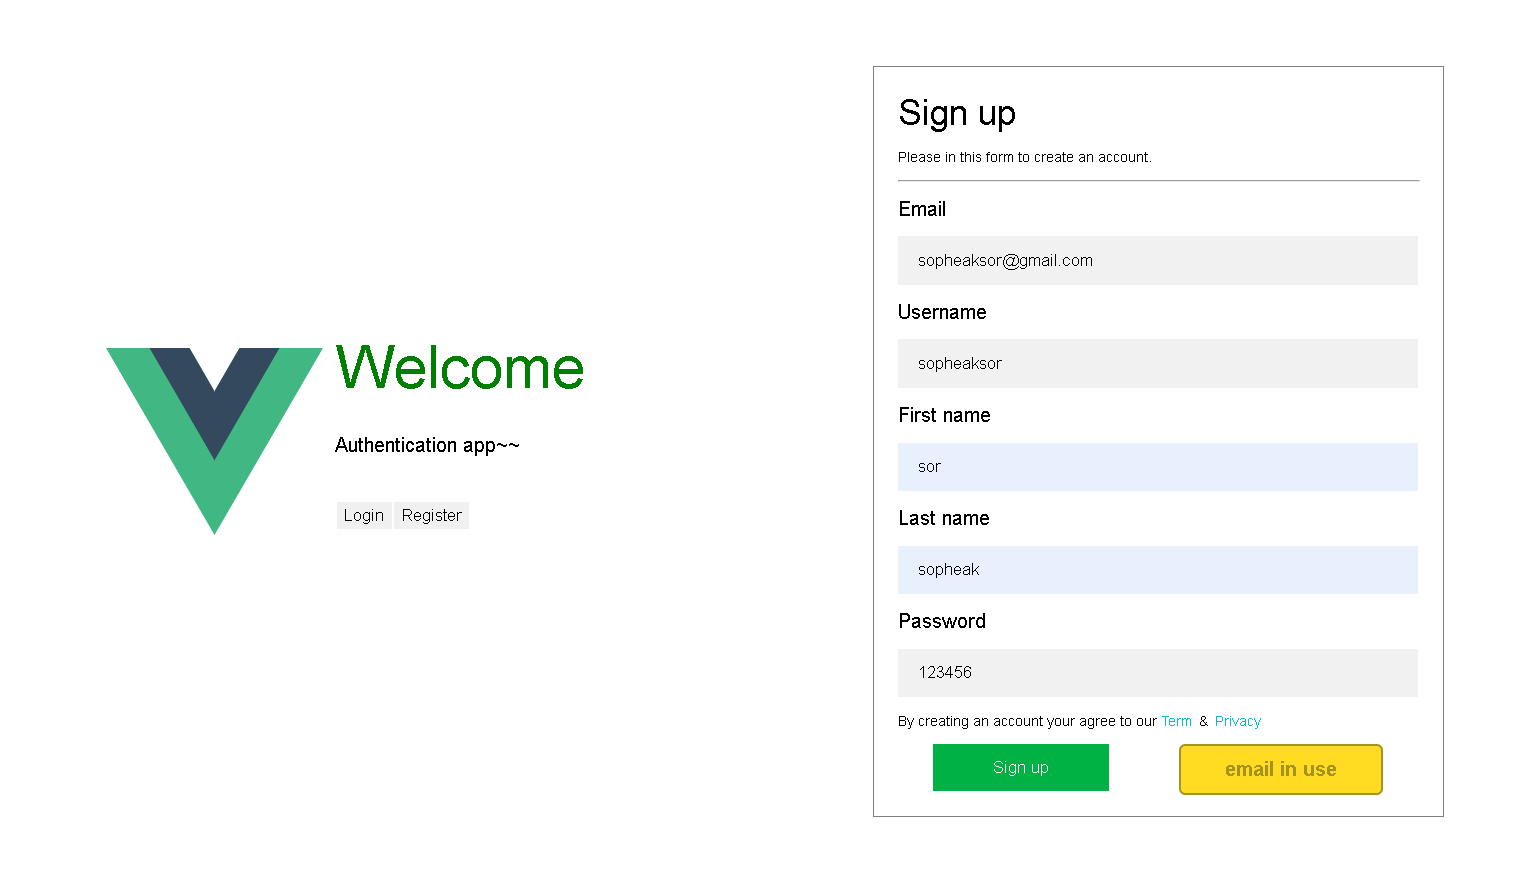 Welcome
Authentication app~~
Login Register
Sign up
Please in this form to create an account.
Email
sopheaksor@gmail.com
Username
sopheaksor
First name
sor
Last name
sopheak
Password
123456
By creating an account your agree to our Term & Privacy
Sign up email in use